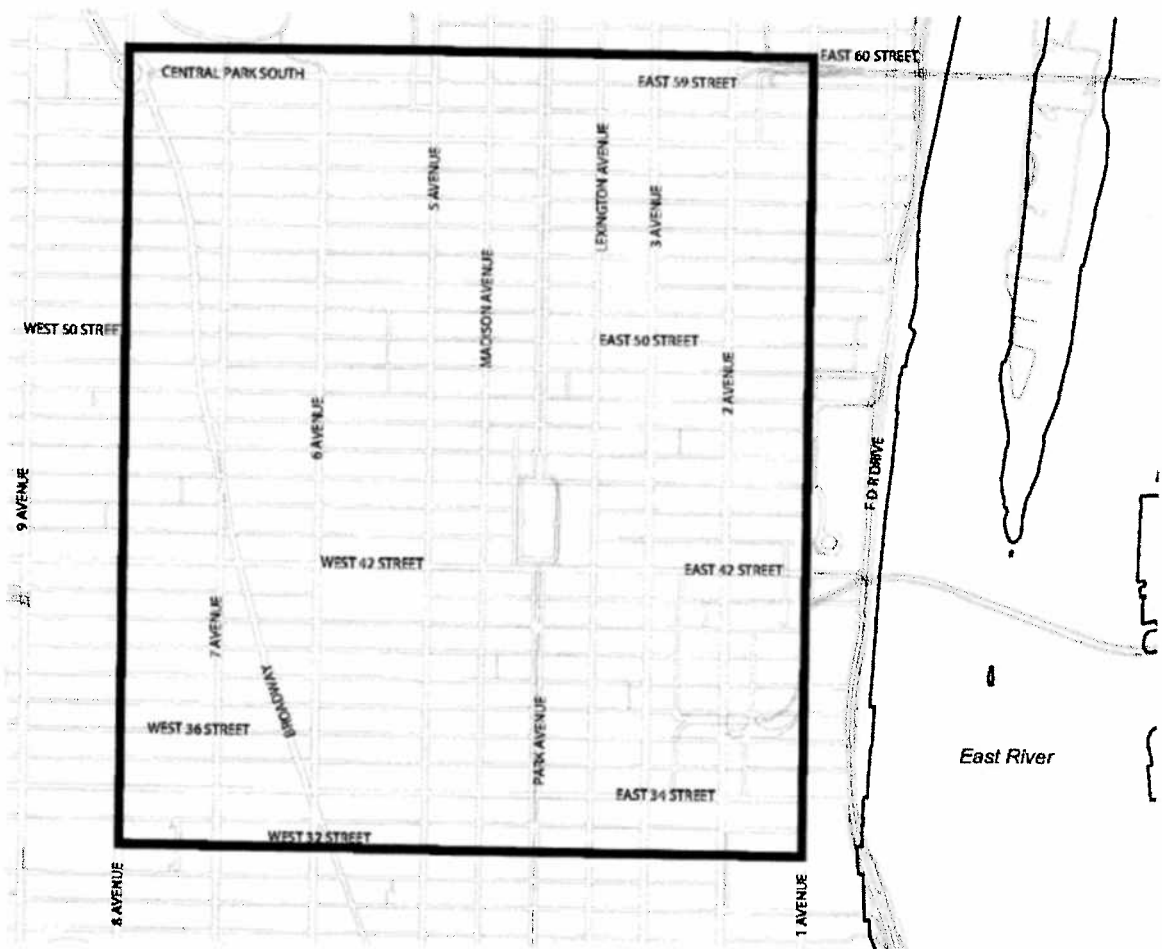 EAST 60 STREET
CENTRAL PARK SOUTH
EAST 59 STREET
5 AVENUE
LEXINGTON AVENUE
3 AVENUE
MADISON AVENUE
WEST 50 STREET
EAST 50 STREET
2 AVENUE
6 AVENUE
9 AVENUE
F D R DRIVE
WEST 42 STREET
EAST 42 STREET
7 AVENUE
BROADWAY
WEST 36 STREET
PARK AVENUE
East River
EAST 34 STREET
WEST 32 STREET
8 AVENUE
1 AVENUE